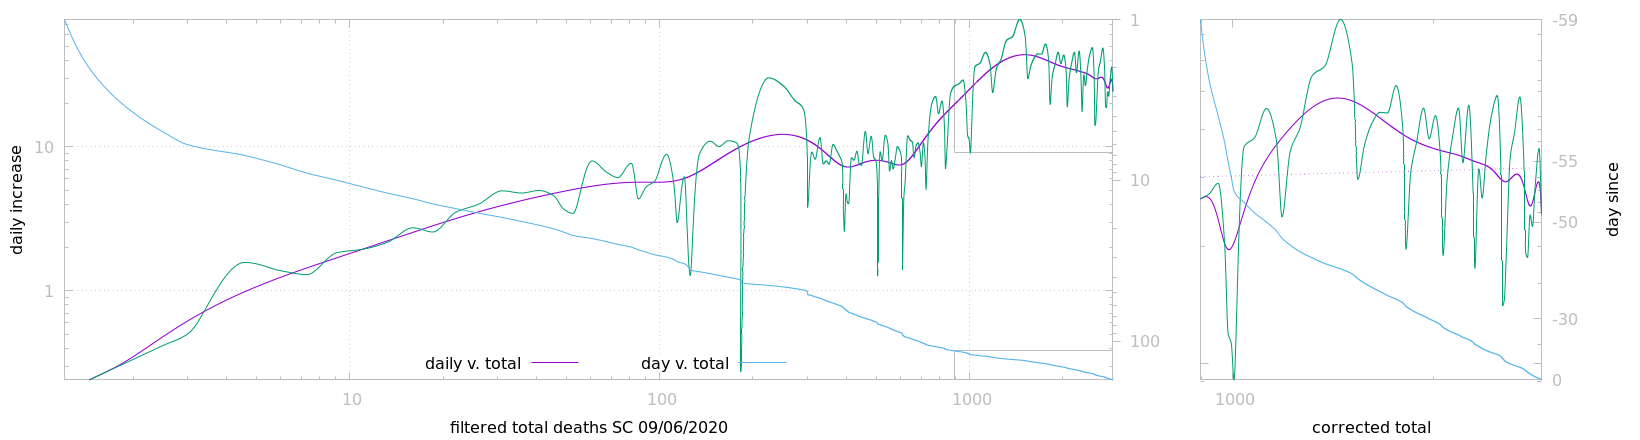 1
-59
10
-55
daily increase
10
-50
day since
1
-30
100
daily v. total
day v. total
0
10
100
1000
1000
filtered total deaths SC 09/06/2020
corrected total